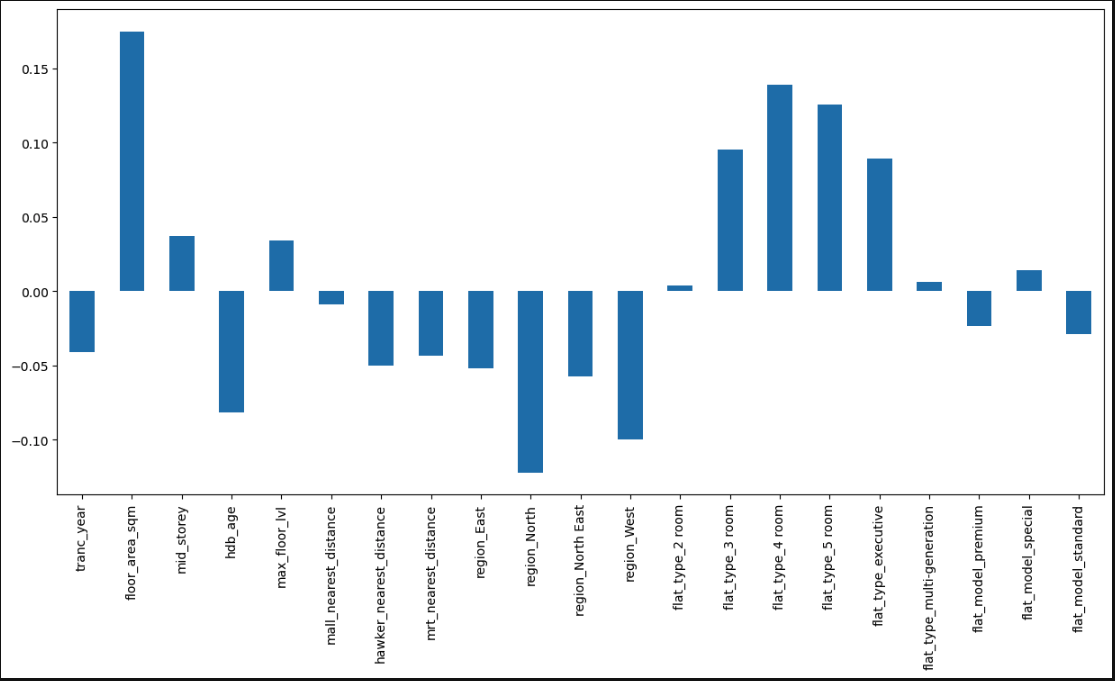 0.15
0.10
0.05
0.00
−0.05
−0.10
tranc_year
floor_area_sqm
mid_storey
hdb_age
max_floor_lvl
mall_nearest_distance
hawker_nearest_distance
mrt_nearest_distance
region_East
region_North
region_North East
region_West
flat_type_2 room
flat_type_3 room
flat_type_4 room
flat_type_5 room
flat_type_executive
flat_type_multi-generation
flat_model_premium
flat_model_special
flat_model_standard